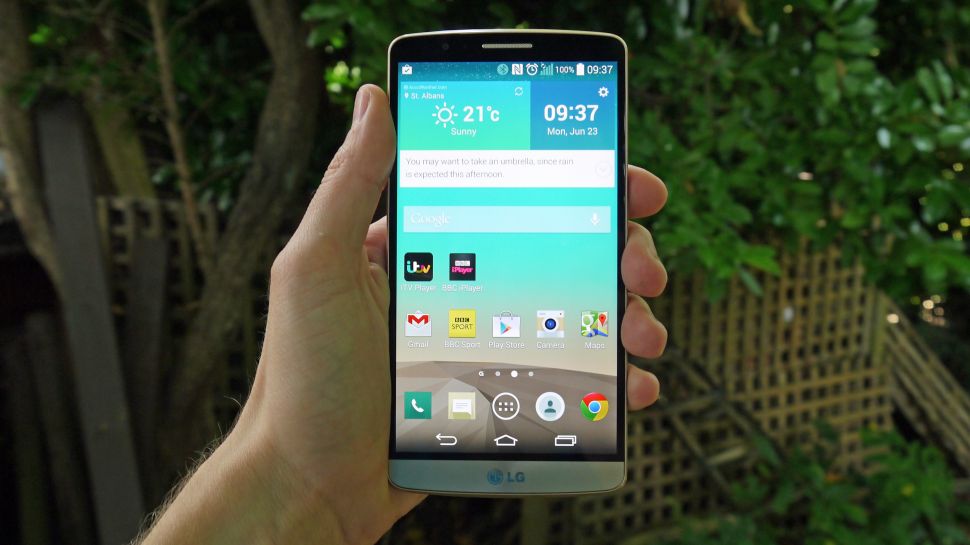 100% 09:37
AccuWeather.com
St. Albans
21°c
Sunny
09:37
Mon, Jun 23
You may want to take an umbrella, since rain
is expected this afternoon.
Google
itv
BBC
iPlayer
ITV Player BBC iPlayer
BBC
SPORT
Gmail BBC Sport Play Store Camera Maps
LG